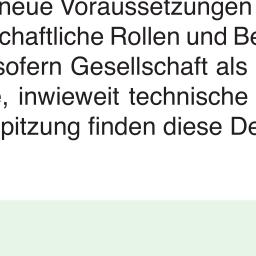 neue Voraussetzungen
chaftliche Rollen und Be
sofern Gesellschaft als
, inwieweit technische
pitzung finden diese De